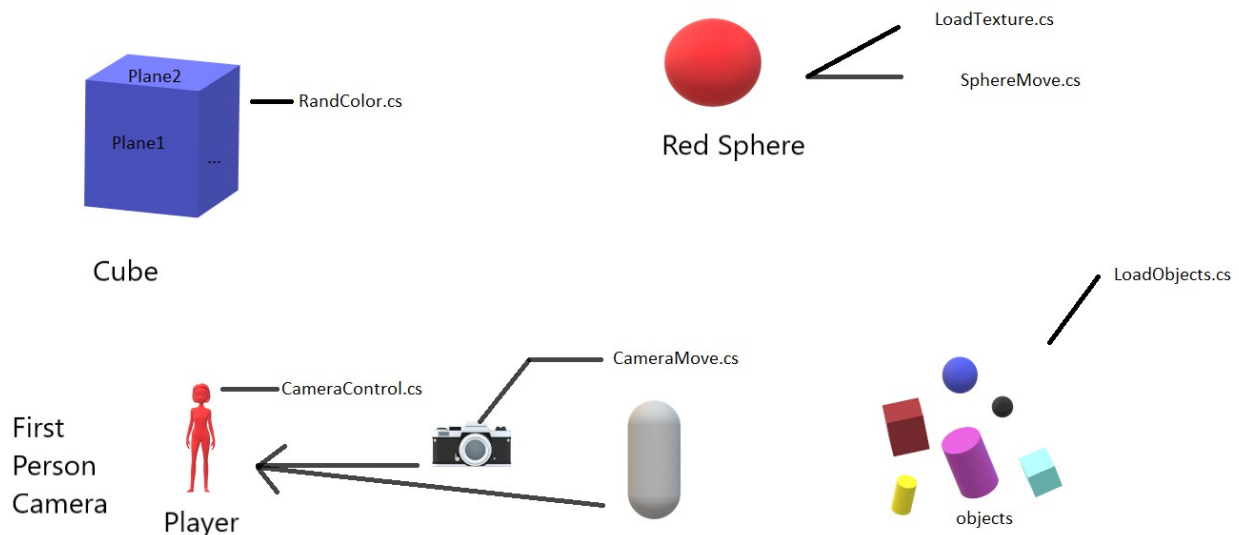 LoadTexture.cs
Plane2
SphereMove.cs
RandColor.cs
Plane1
Red Sphere
...
Cube
LoadObjects.cs
CameraMove.cs
CameraControl.cs
First
Person
Camera
Player
objects